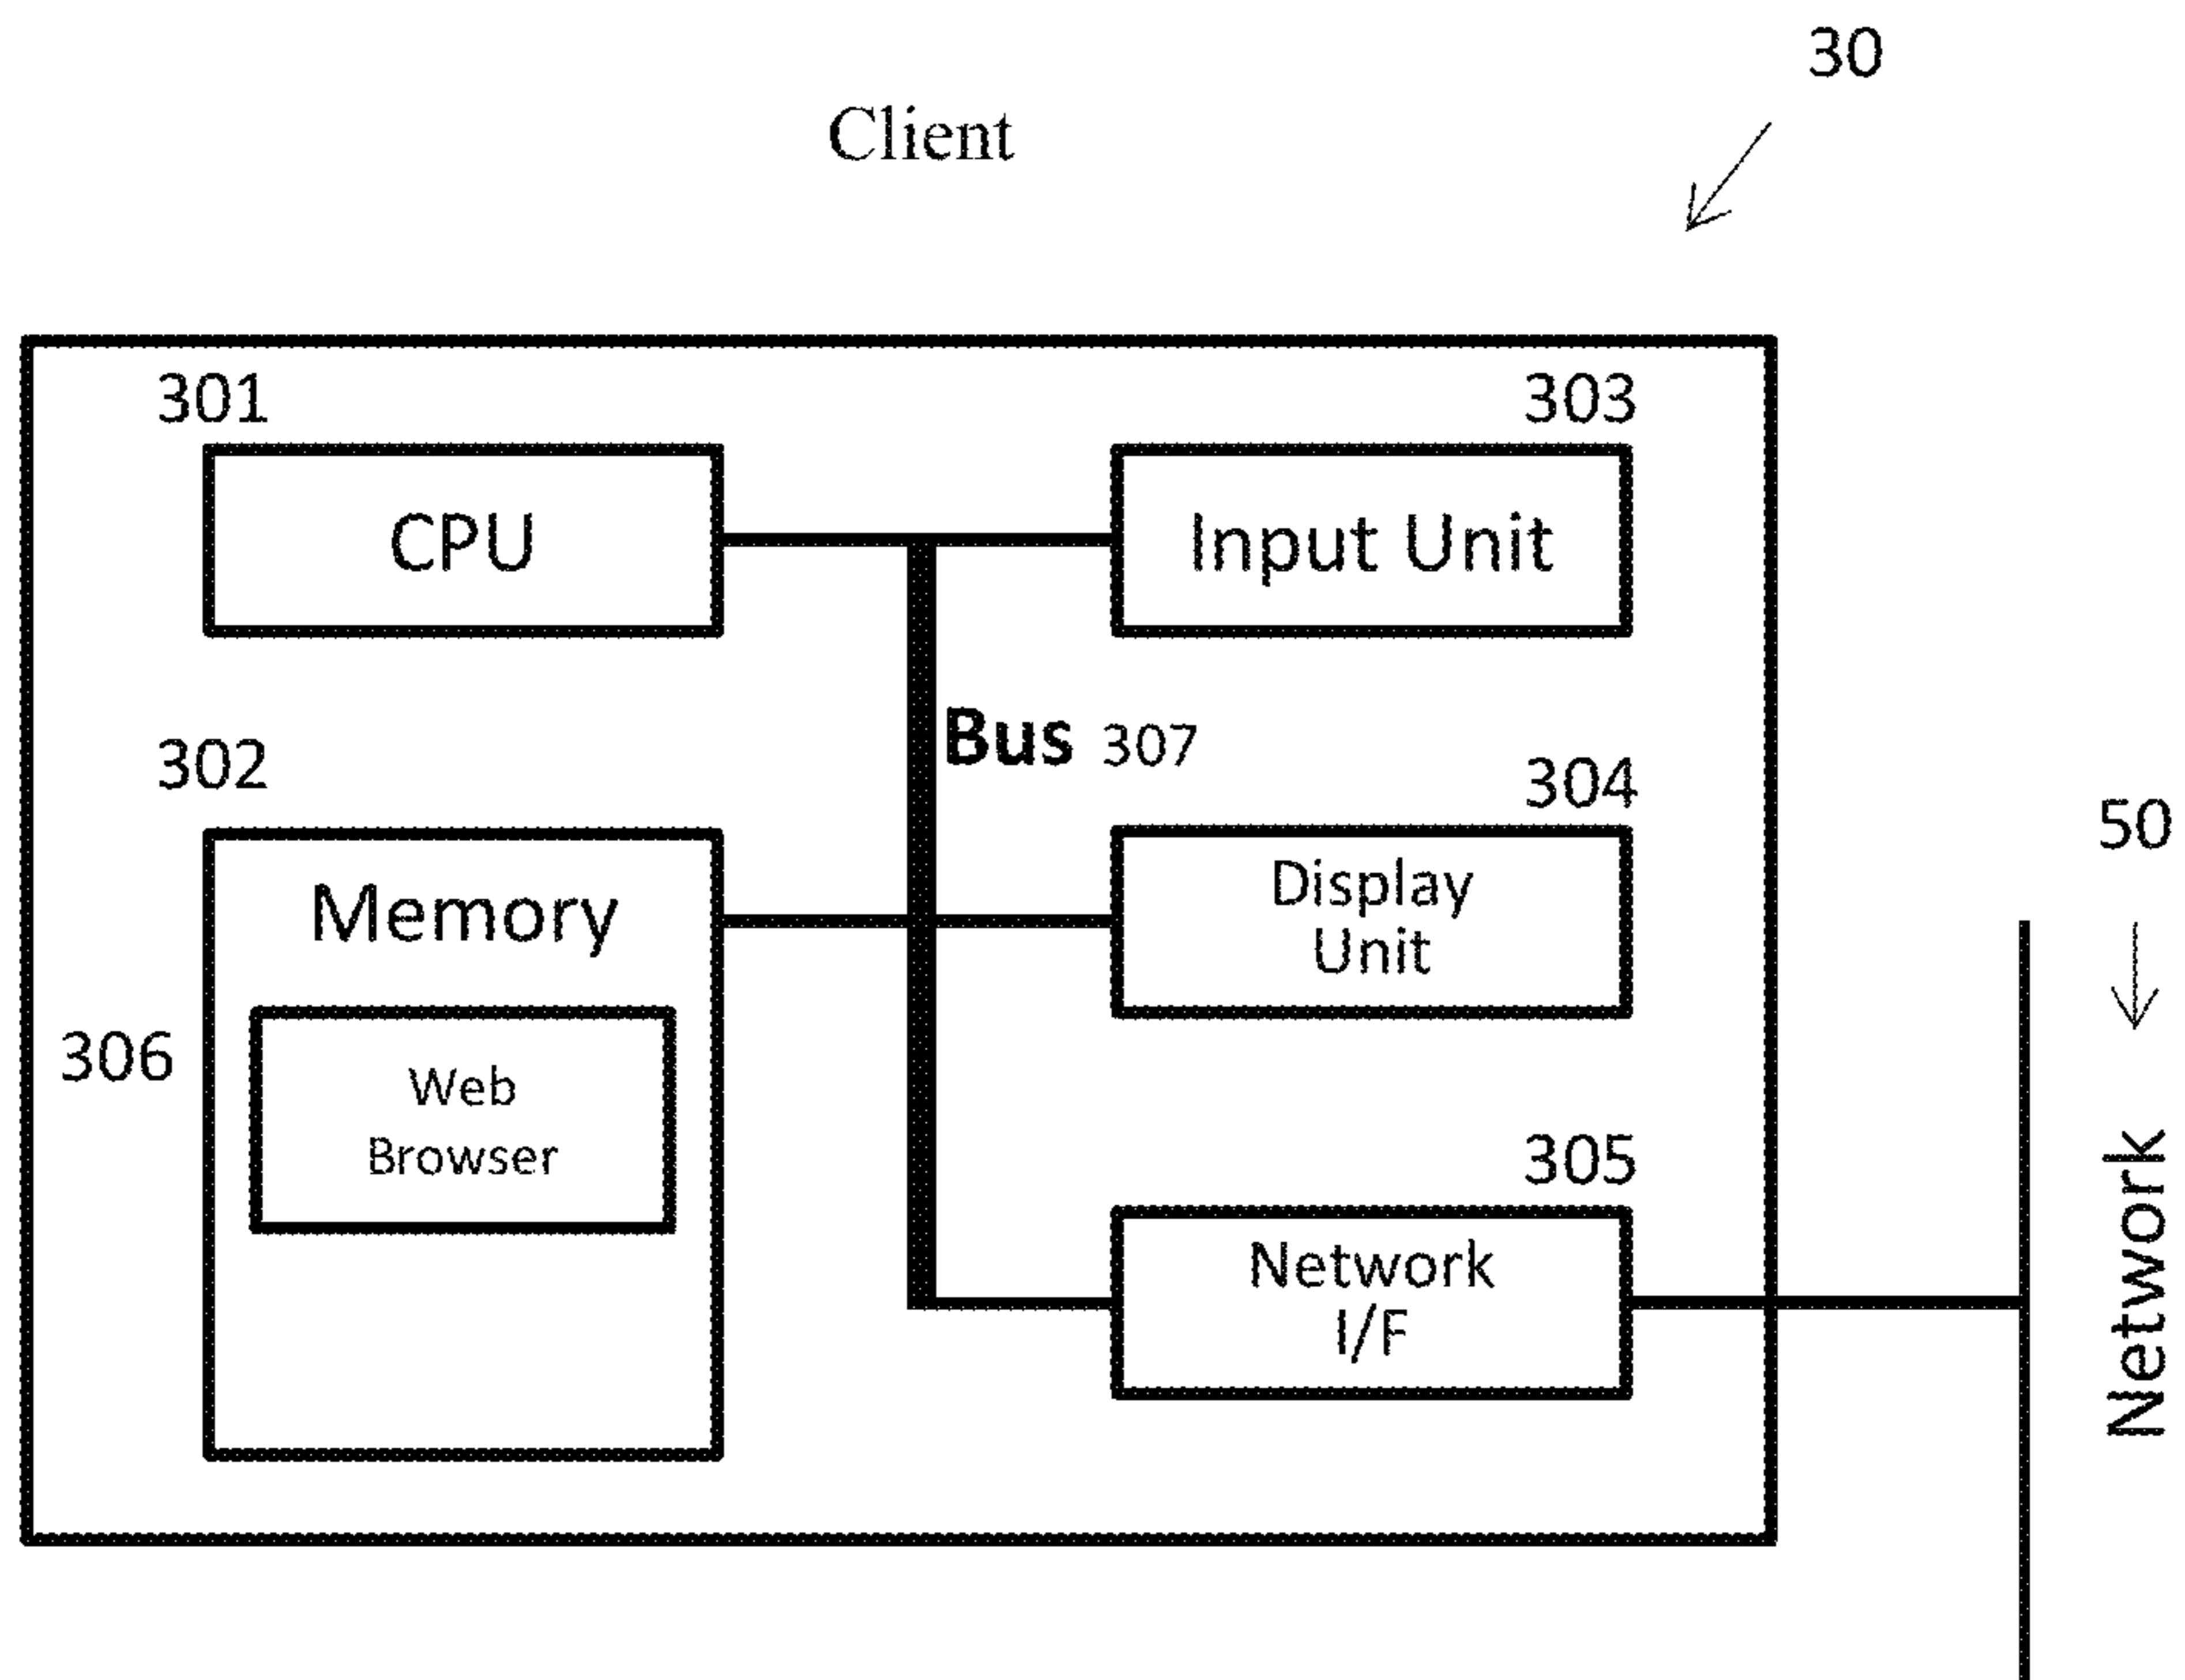 30
Client
301
303
CPU
Input Unit
Bus 307
302
304
Memory
Display
Unit
50
306
Web
Browser
305
Network
I/F
Network